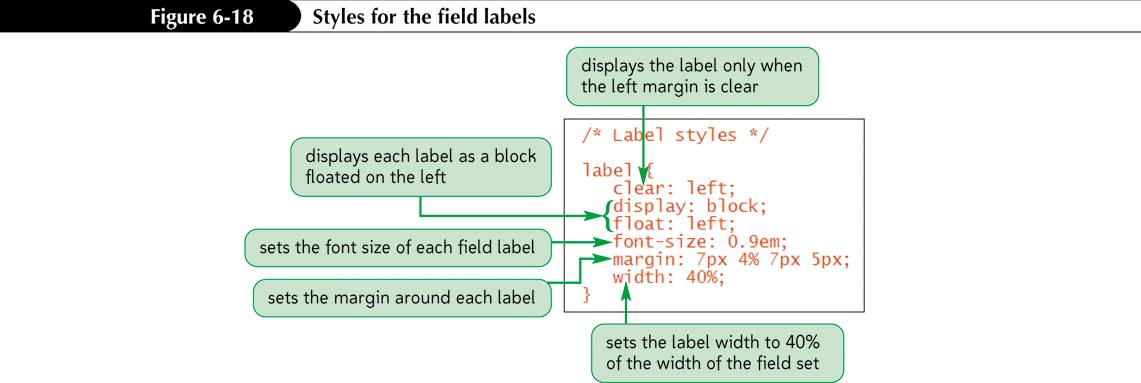 Figure 6-18 Styles for the field labels
displays the label only when
the left margin is clear
displays each label as a block
floated on the left
sets the font size of each field label
sets the margin around each label
/* Label styles */
label {
clear: left;
display: block;
float: left;
font-size: 0.9em;
margin: 7px 4% 7px 5px;
width: 40%;
}
sets the label width to 40%
of the width of the field set